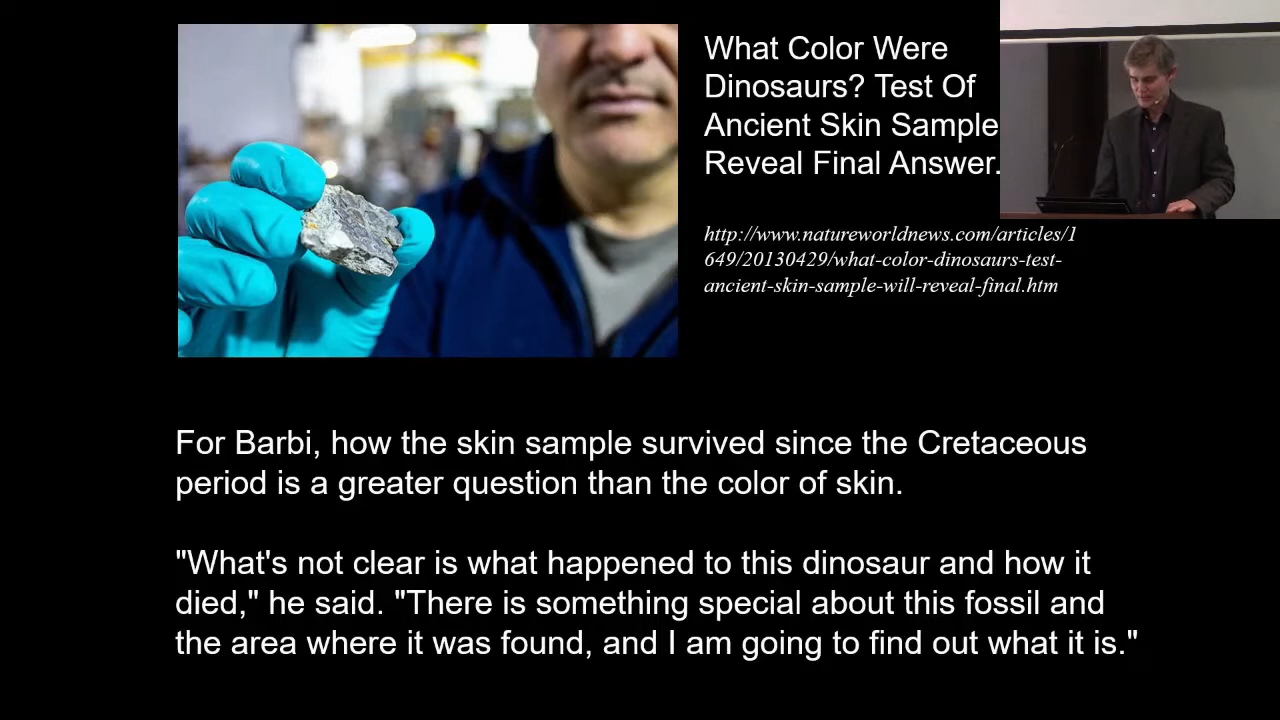 What Color Were
Dinosaurs? Test Of
Ancient Skin Sample
Reveal Final Answer.
http://www.natureworldnews.com/articles/1
649/20130429/what-color-dinosaurs-test-
ancient-skin-sample-will-reveal-final.htm
For Barbi, how the skin sample survived since the Cretaceous
period is a greater question than the color of skin.
"What's not clear is what happened to this dinosaur and how it
died," he said. "There is something special about this fossil and
the area where it was found, and I am going to find out what it is."